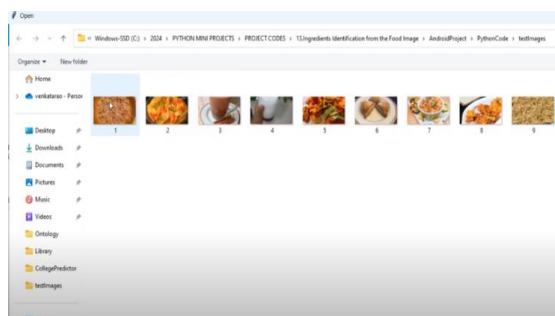 Open
« Windows-SSD (C:) › 2024 › PYTHON MINI PROJECTS › PROJECT CODES › 13.Ingredients Identification from the Food Image › AndroidProject › PythonCode › testImages
Organize New folder
Home
venkatarao - Person
1 2 3 4 5 6 7 8 9
Desktop
Downloads
Documents
Pictures
Music
Videos
Ontology
Library
CollegePredictor
testImages